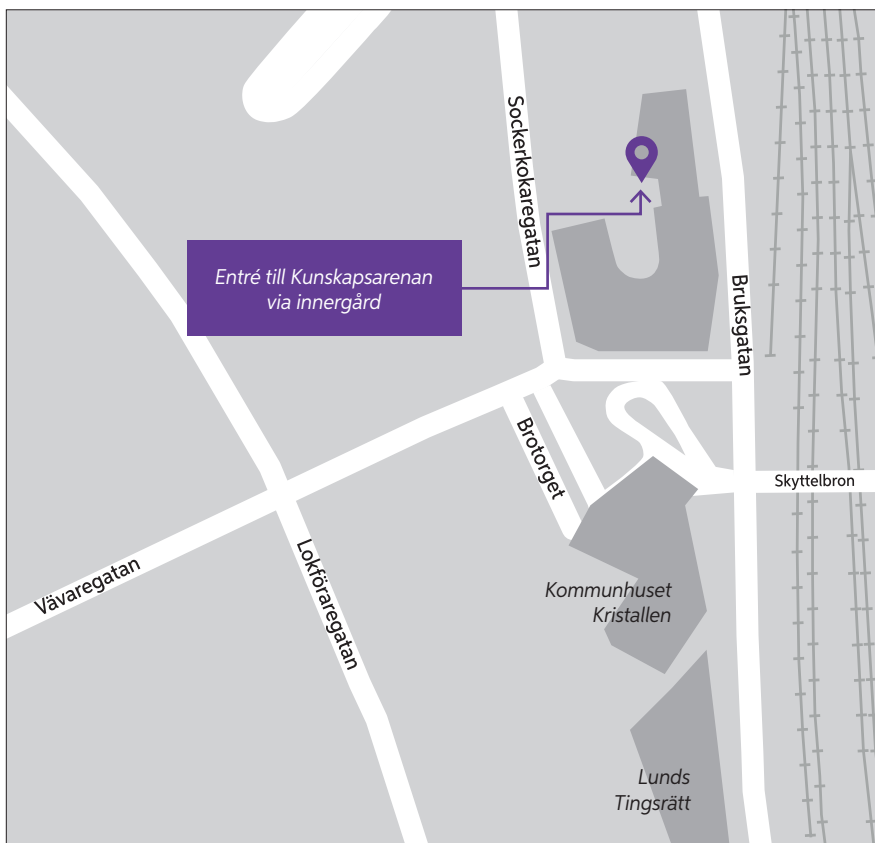 Sockerkokaregatan
Entré till Kunskapsarenan
via innergård
Bruksgatan
Brotorget
Skyttelbron
Vävaregatan
Lokföraregatan
Kommunhuset
Kristallen
Lunds
Tingsrätt